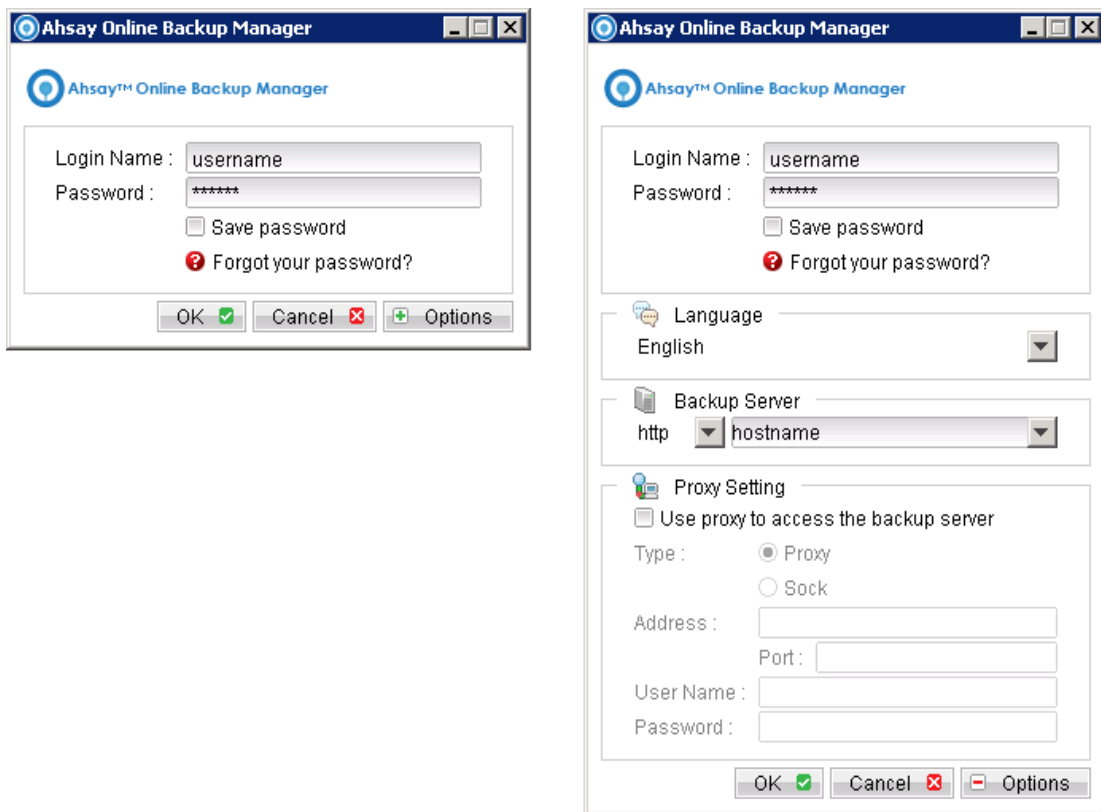 Ahsay Online Backup Manager
Ahsay™ Online Backup Manager
Login Name : username
Password : ******
Save password
Forgot your password?
OK Cancel Options
Ahsay Online Backup Manager
Ahsay™ Online Backup Manager
Login Name : username
Password : ******
Save password
Forgot your password?
Language
English
Backup Server
http hostname
Proxy Setting
Use proxy to access the backup server
Type : Proxy
Sock
Address :
Port :
User Name :
Password :
OK Cancel Options